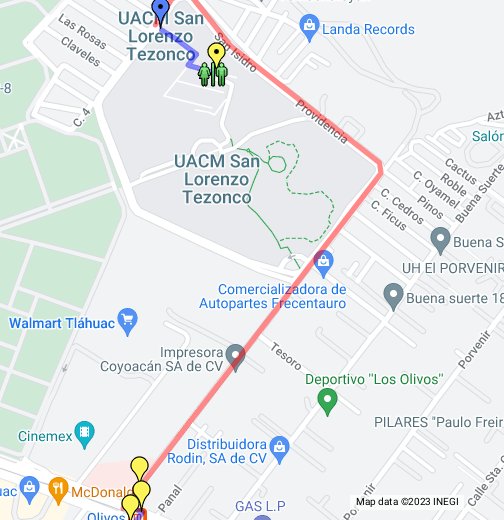 UACM San
Lorenzo
Tezonco
Landa Records
Las Rosas
Claveles
San Isidro
-8
C. 4
Providencia
Azt
Salón
UACM San
Lorenzo
Tezonco
Cactus
Roble
C. Oyamel
Pinos
C. Cedros
C. Ficus
Buena Suerte
Buena S
UH El PORVENIR
Comercializadora de
Autopartes Frecentauro
Buena suerte 18
Walmart Tláhuac
Impresora
Coyoacán SA de CV
Tesoro
Porvenir
Deportivo "Los Olivos"
PILARES "Paulo Freir
Cinemex
Distribuidora
Rodin, SA de CV
uac
McDonald
Panal
Porvenir
Calle Sta. C
Olivos
GAS L.P
Map data ©2023 INEGI